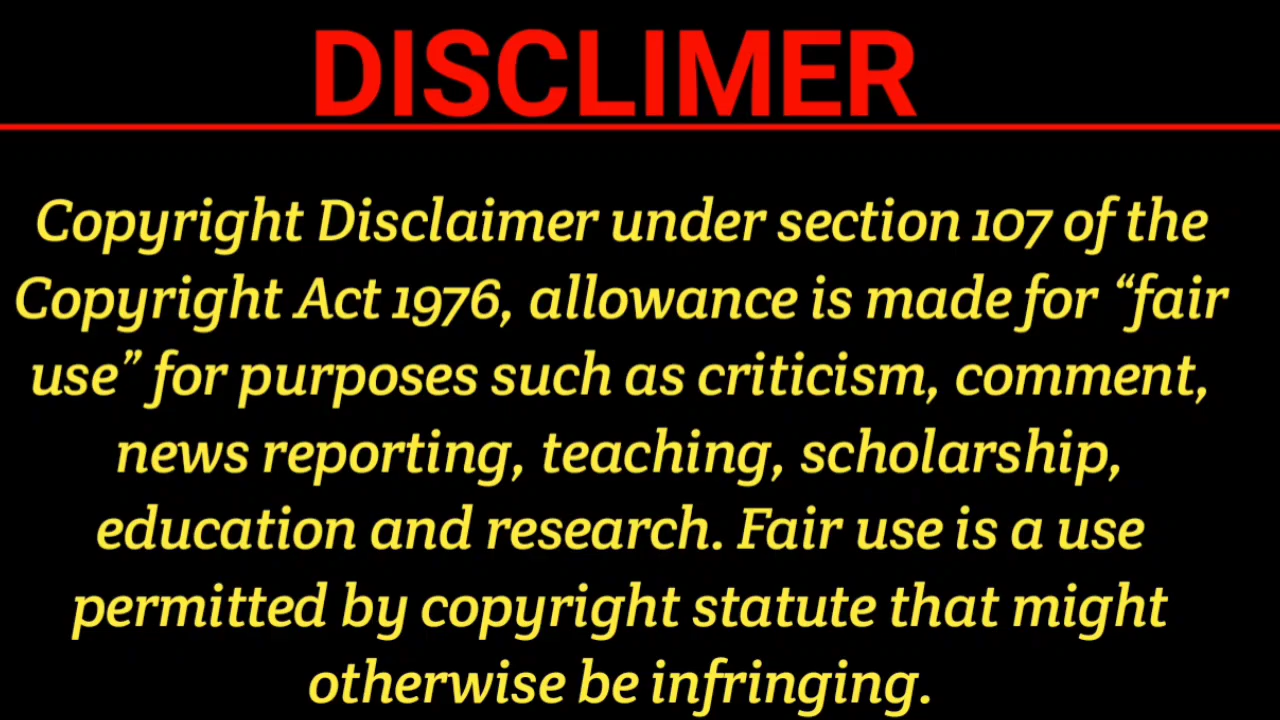 DISCLIMER
Copyright Disclaimer under section 107 of the
Copyright Act 1976, allowance is made for “fair
use” for purposes such as criticism, comment,
news reporting, teaching, scholarship,
education and research. Fair use is a use
permitted by copyright statute that might
otherwise be infringing.